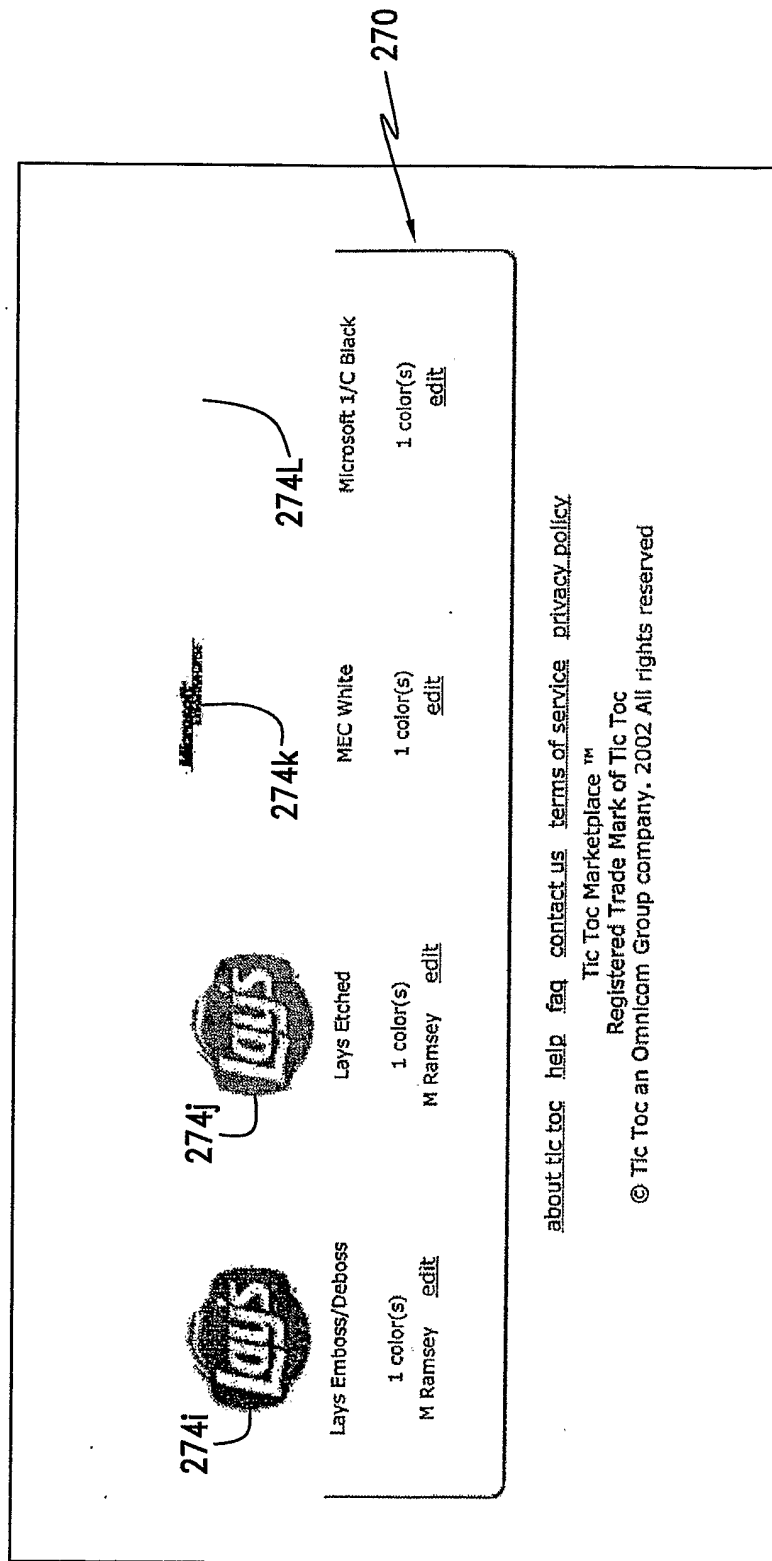 270
274i
274j
274k
274L
Lay's
Lay's
Microsoft
Lays Emboss/Deboss
Lays Etched
MEC White
Microsoft 1/C Black
1 color(s)
1 color(s)
1 color(s)
1 color(s)
M Ramsey edit
M Ramsey edit
edit
edit
about tic toc help faq contact us terms of service privacy policy
Tic Toc Marketplace ™
Registered Trade Mark of Tic Toc
© Tic Toc an Omnicom Group company. 2002 All rights reserved